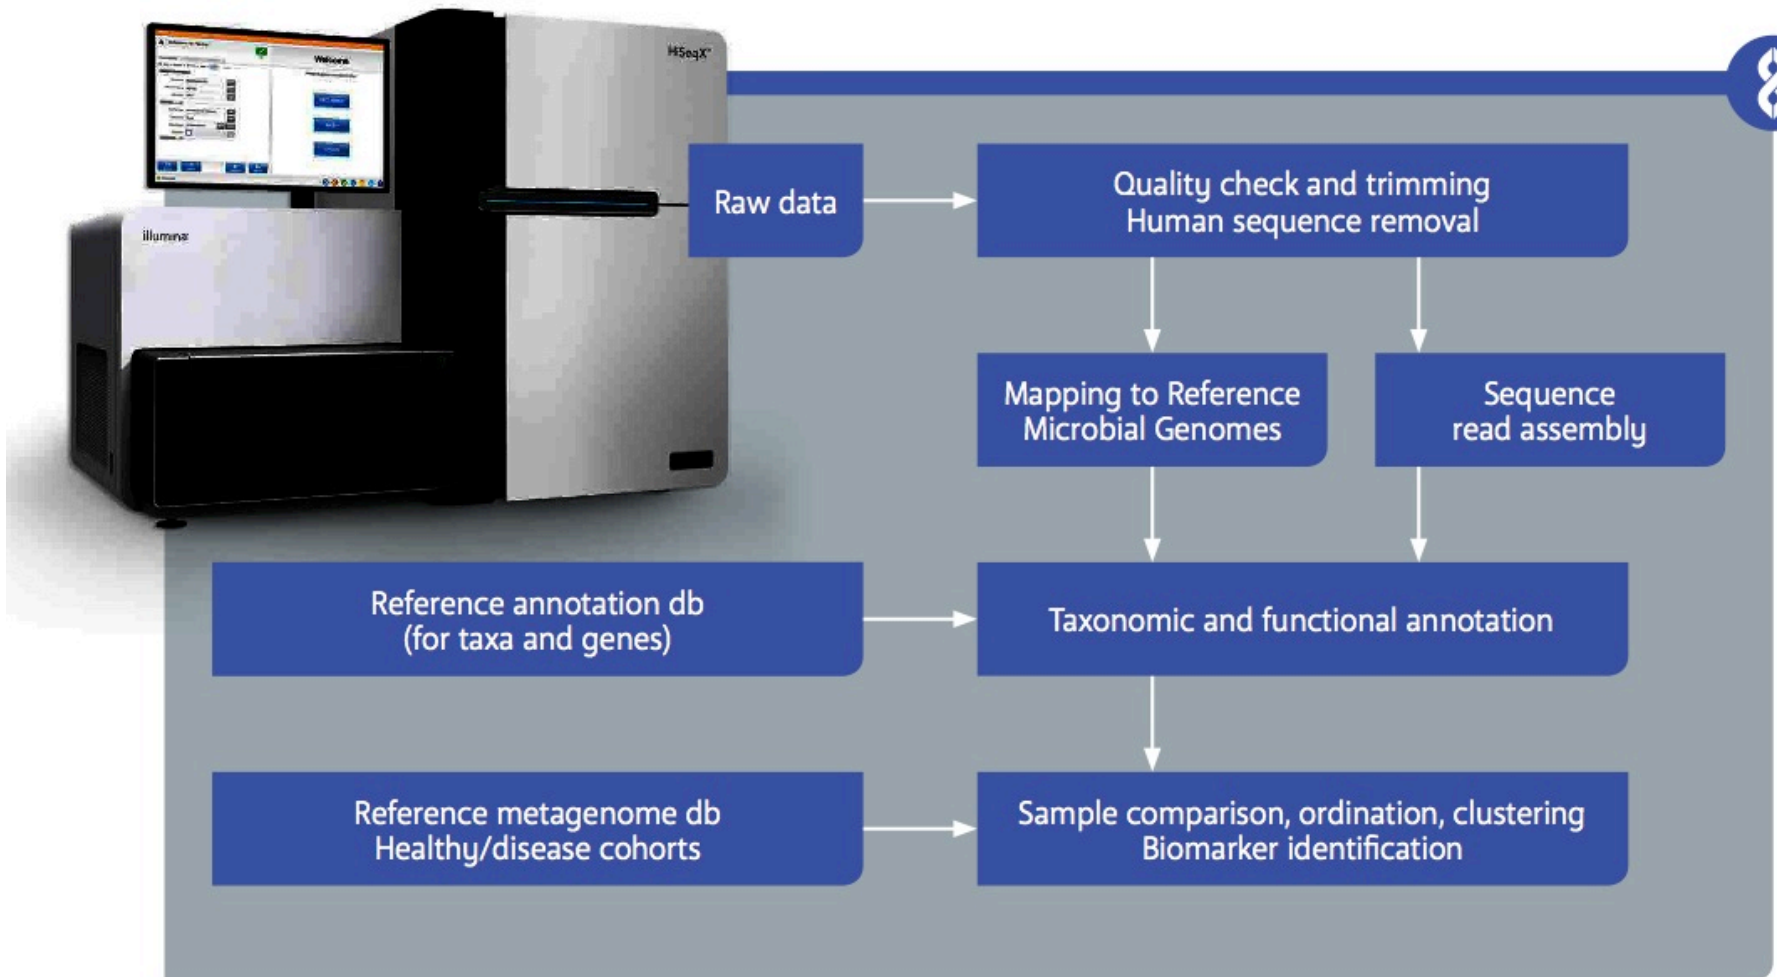 Welcome
HiSeqX™
illumina
Raw data
Quality check and trimming
Human sequence removal
Mapping to Reference
Microbial Genomes
Sequence
read assembly
Reference annotation db
(for taxa and genes)
Taxonomic and functional annotation
Reference metagenome db
Healthy/disease cohorts
Sample comparison, ordination, clustering
Biomarker identification